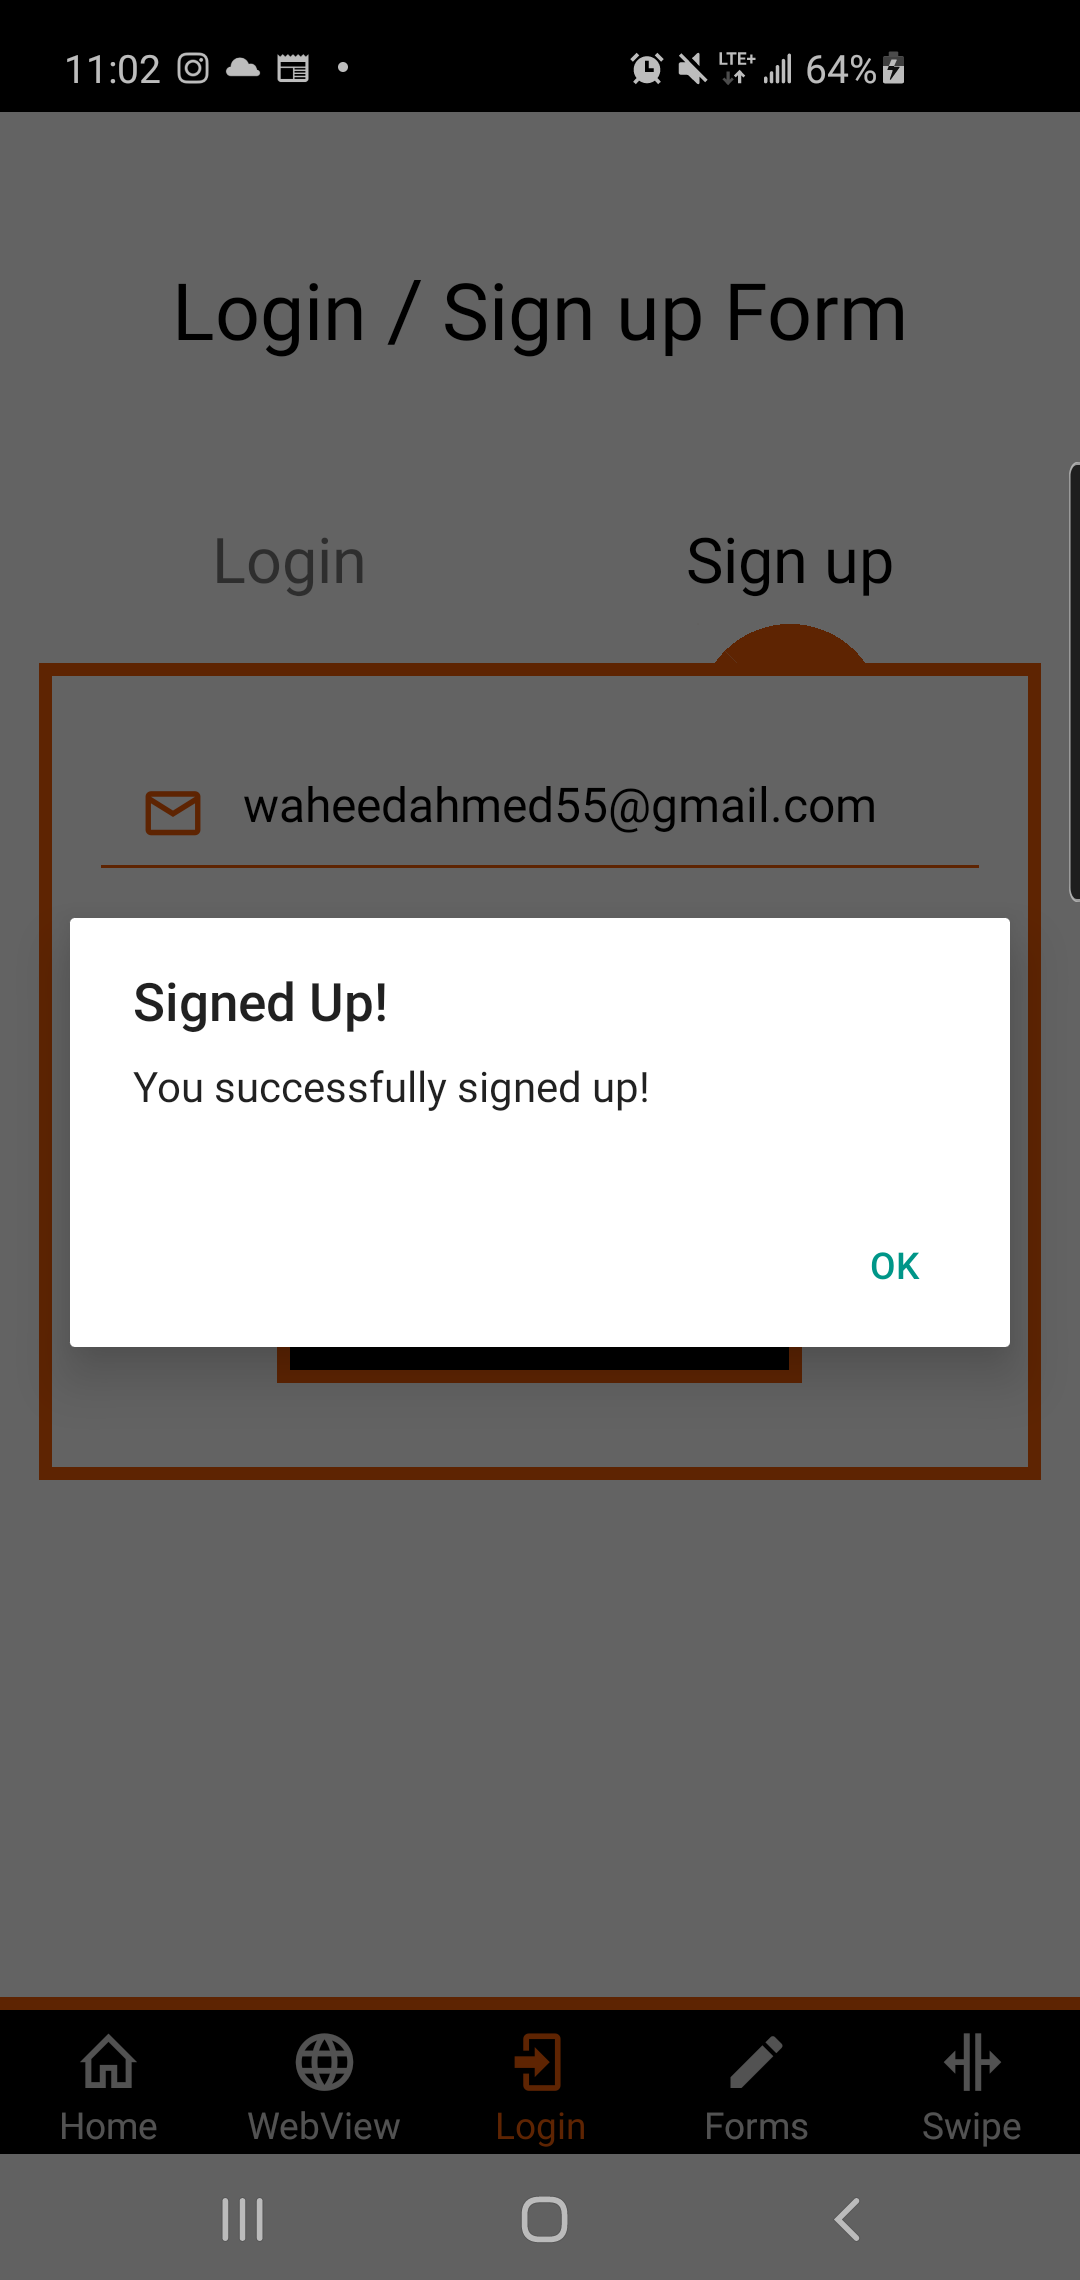 11:02 LTE+ 64%
Login / Sign up Form
Login Sign up
waheedahmed55@gmail.com
Signed Up!
You successfully signed up!
OK
Home WebView Login Forms Swipe